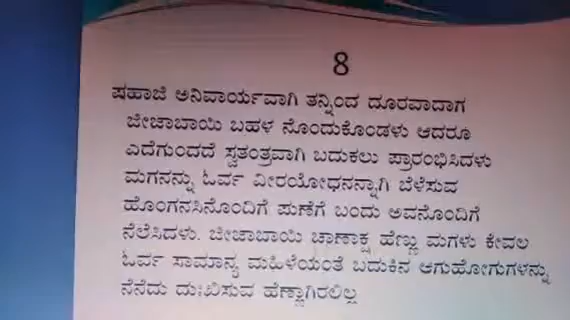 8
ಷಹಾಜಿ ಅನಿವಾರ್ಯವಾಗಿ ತನ್ನಿಂದ ದೂರವಾದಾಗ
ಜೀಜಾಬಾಯಿ ಬಹಳ ನೊಂದುಕೊಂಡಳು ಆದರೂ
ಎದೆಗುಂದದೆ ಸ್ವತಂತ್ರವಾಗಿ ಬದುಕಲು ಪ್ರಾರಂಭಿಸಿದಳು
ಮಗನನ್ನು ಓರ್ವ ವೀರಯೋಧನನ್ನಾಗಿ ಬೆಳೆಸುವ
ಹೊಂಗನಸಿನೊಂದಿಗೆ ಪುಣೆಗೆ ಬಂದು ಅವನೊಂದಿಗೆ
ನೆಲೆಸಿದಳು. ಜೀಜಾಬಾಯಿ ಚಾಣಾಕ್ಷ ಹೆಣ್ಣು ಮಗಳು ಕೇವಲ
ಓರ್ವ ಸಾಮಾನ್ಯ ಮಹಿಳೆಯಂತೆ ಬದುಕಿನ ಆಗುಹೋಗುಗಳನ್ನು
ನೆನೆದು ದುಃಖಿಸುವ ಹೆಣ್ಣಾಗಿರಲಿಲ್ಲ